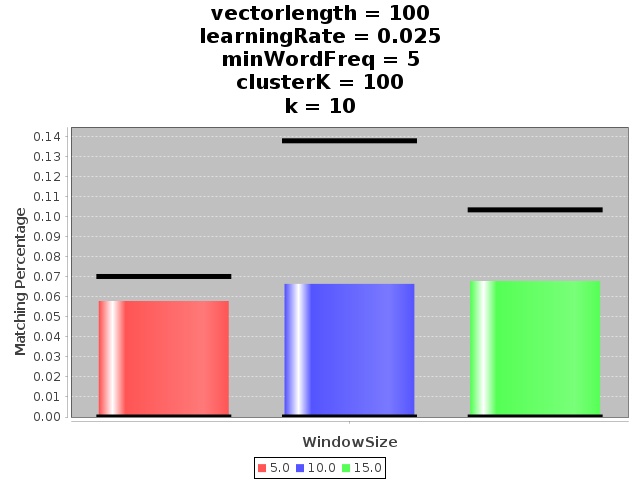 vectorlength = 100
learningRate = 0.025
minWordFreq = 5
clusterK = 100
k = 10
0.14
0.13
0.12
0.11
0.10
0.09
0.08
0.07
0.06
0.05
0.04
0.03
0.02
0.01
0.00
Matching Percentage
WindowSize
5.0 10.0 15.0